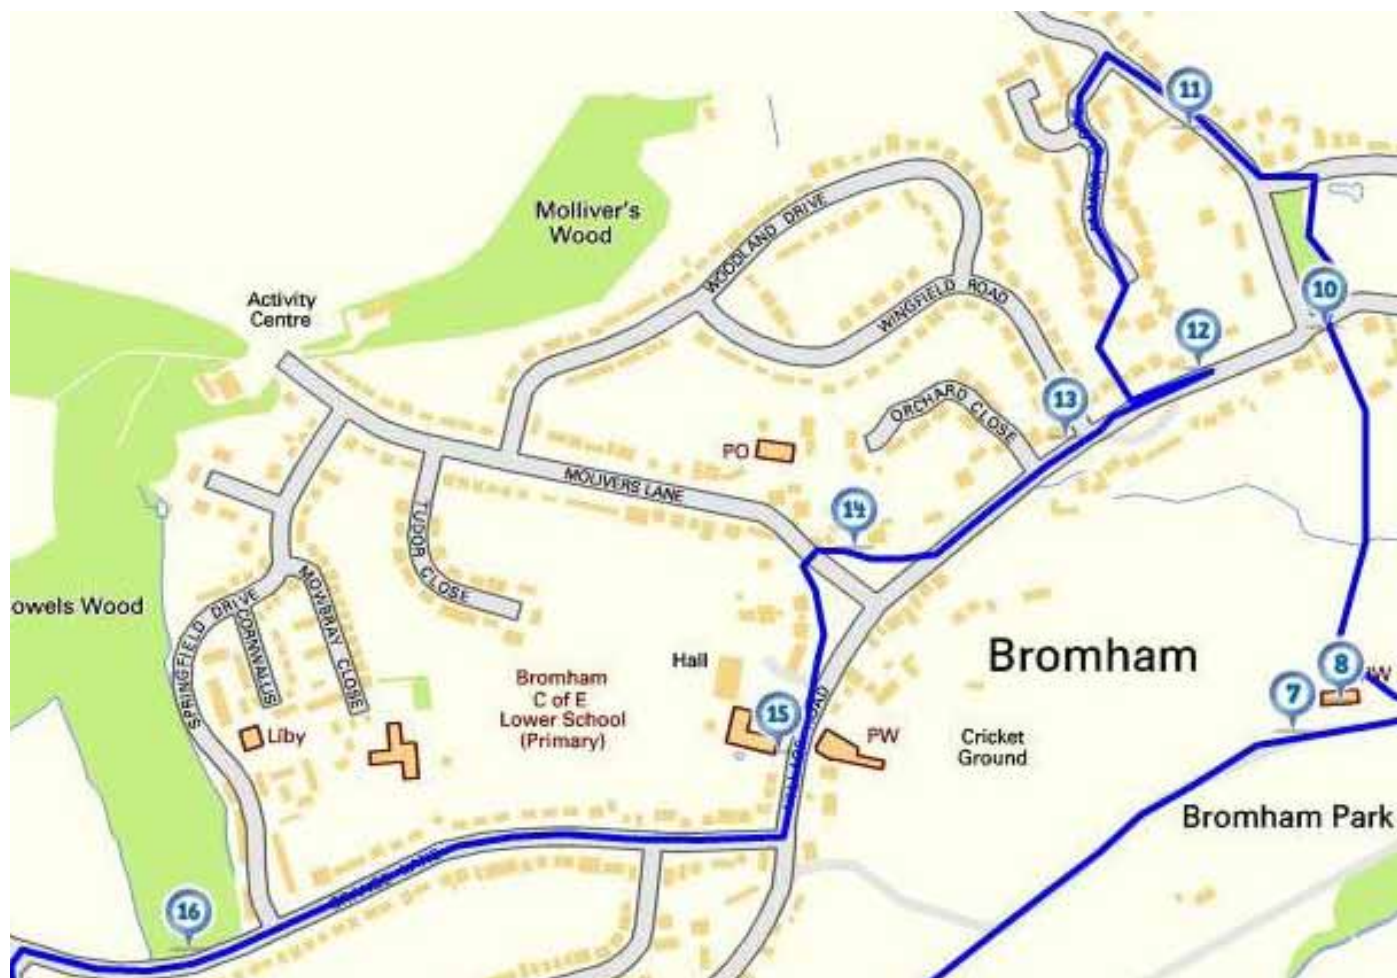 11
Molliver's
Wood
WOODLAND DRIVE
Activity
Centre
10
WINGFIELD ROAD
12
13
ORCHARD CLOSE
PO
MOLIVERS LANE
14
TUDOR CLOSE
owels Wood
SPRINGFIELD DRIVE
CORNWALLIS
MOWBRAY CLOSE
Hall
Bromham
8
Bromham
C of E
Lower School
(Primary)
7
15
ROAD
Liby
PW
Cricket
Ground
Bromham Park
LANE
16